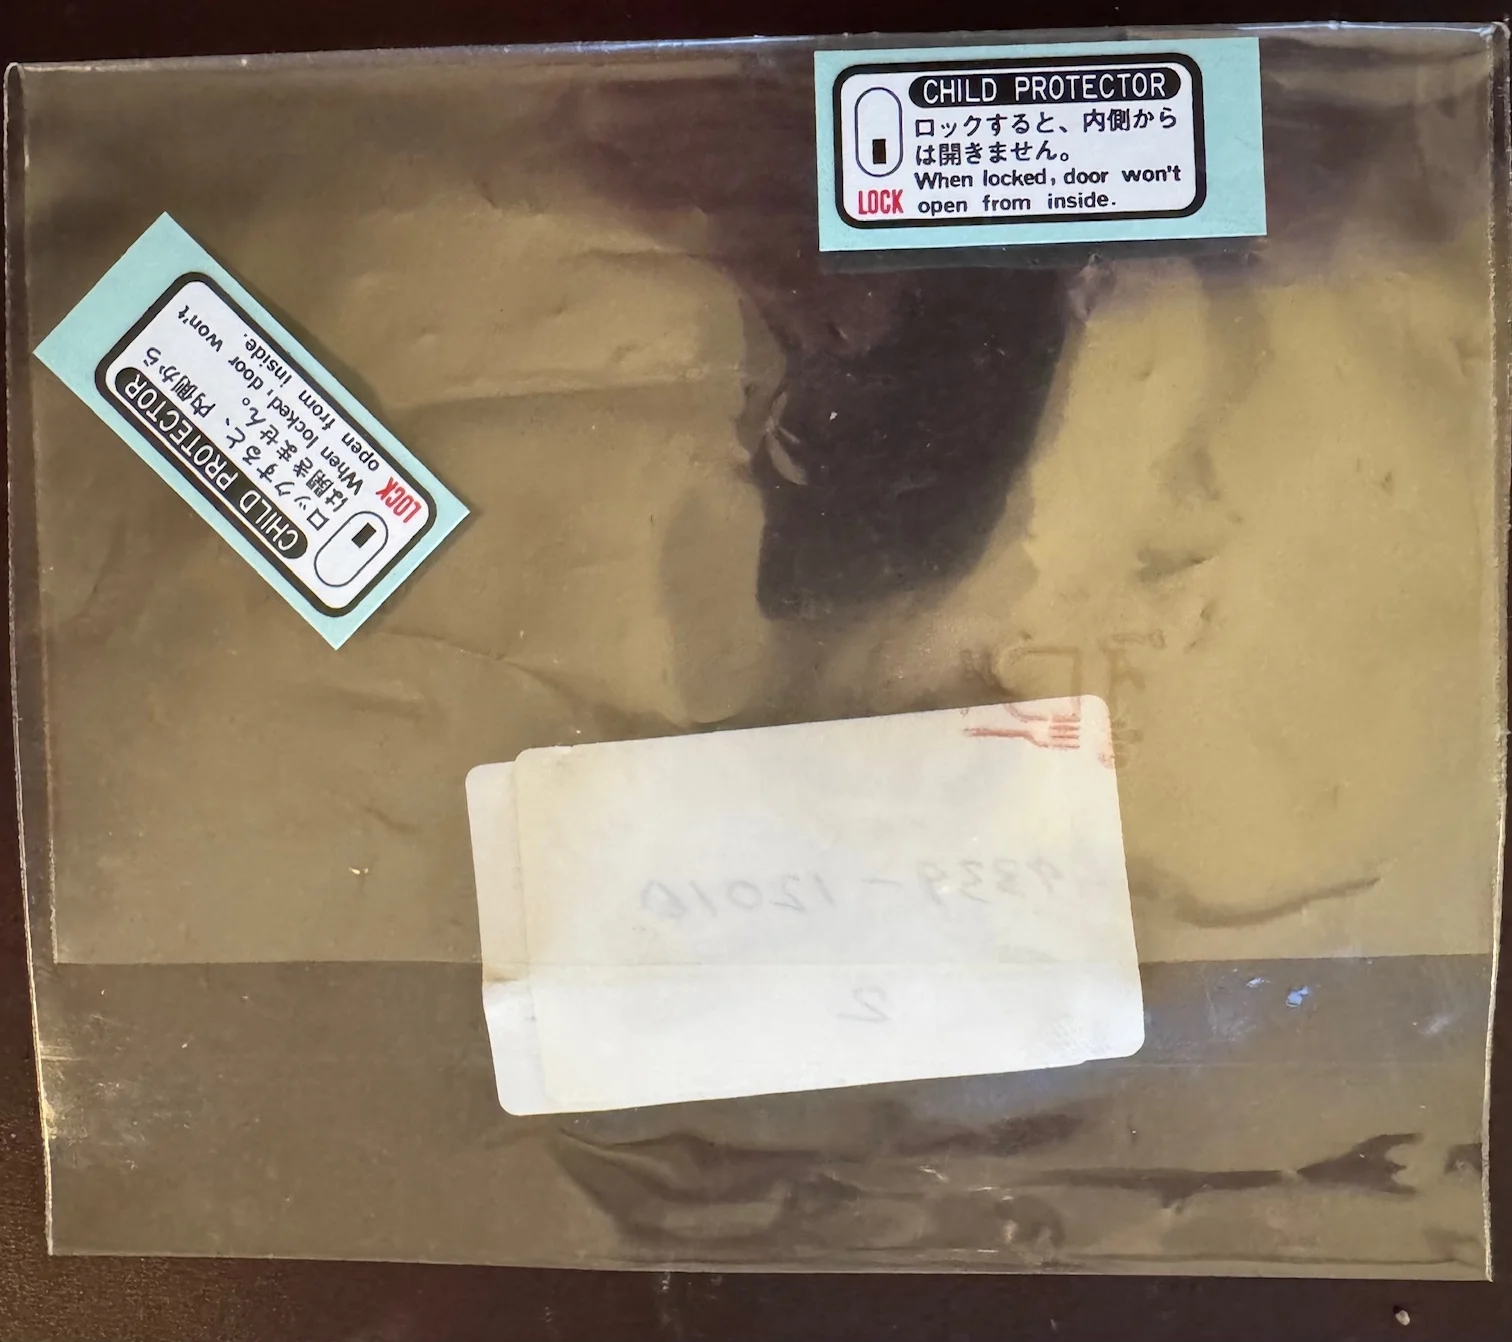 CHILD PROTECTOR
ロックすると、内側から
は開きません。
When locked, door won't
open from inside.
LOCK
CHILD PROTECTOR
ロックすると、内側から
は開きません。
When locked, door won't
open from inside.
LOCK
-12010
2